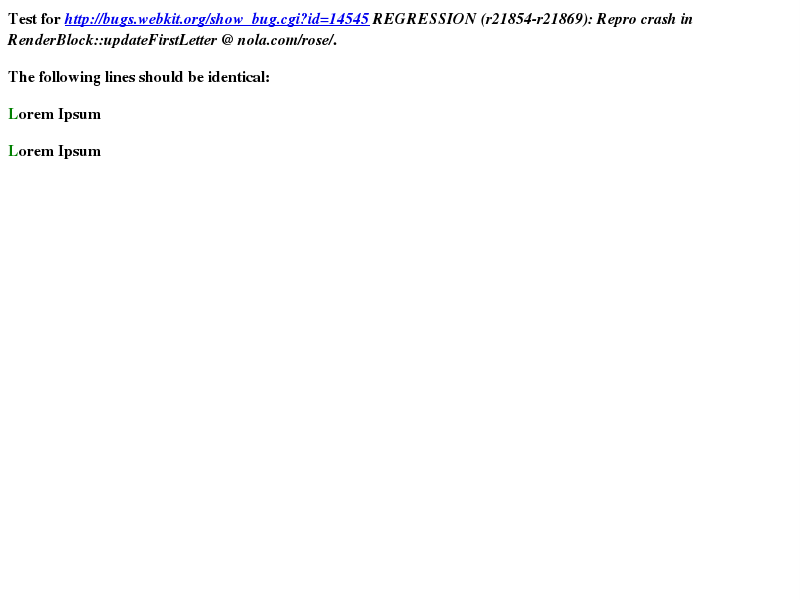 Test for http://bugs.webkit.org/show_bug.cgi?id=14545 REGRESSION (r21854-r21869): Repro crash in
RenderBlock::updateFirstLetter @ nola.com/rose/.
The following lines should be identical:
Lorem Ipsum
Lorem Ipsum